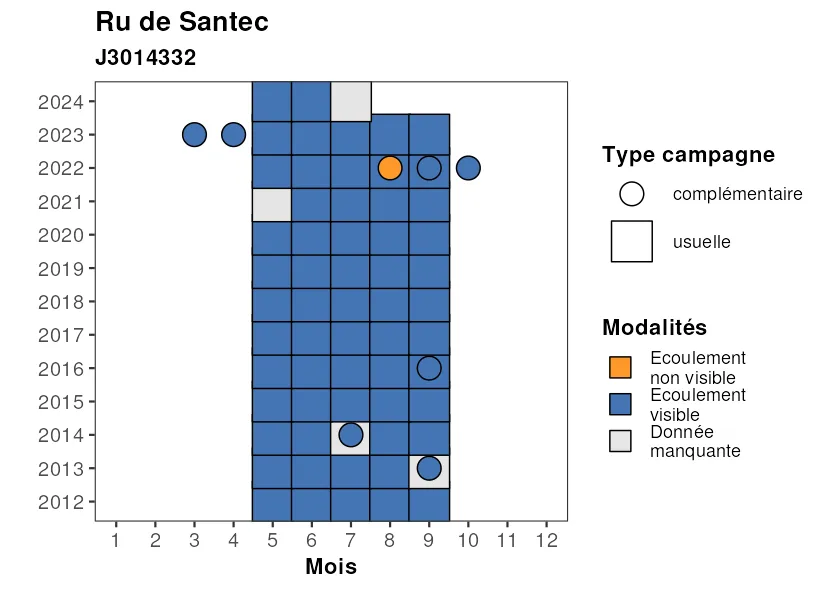 Ru de Santec
J3014332
2024
2023
2022
2021
2020
2019
2018
2017
2016
2015
2014
2013
2012
1 2 3 4 5 6 7 8 9 10 11 12
Mois
Type campagne
complémentaire
usuelle
Modalités
Ecoulement
non visible
Ecoulement
visible
Donnée
manquante